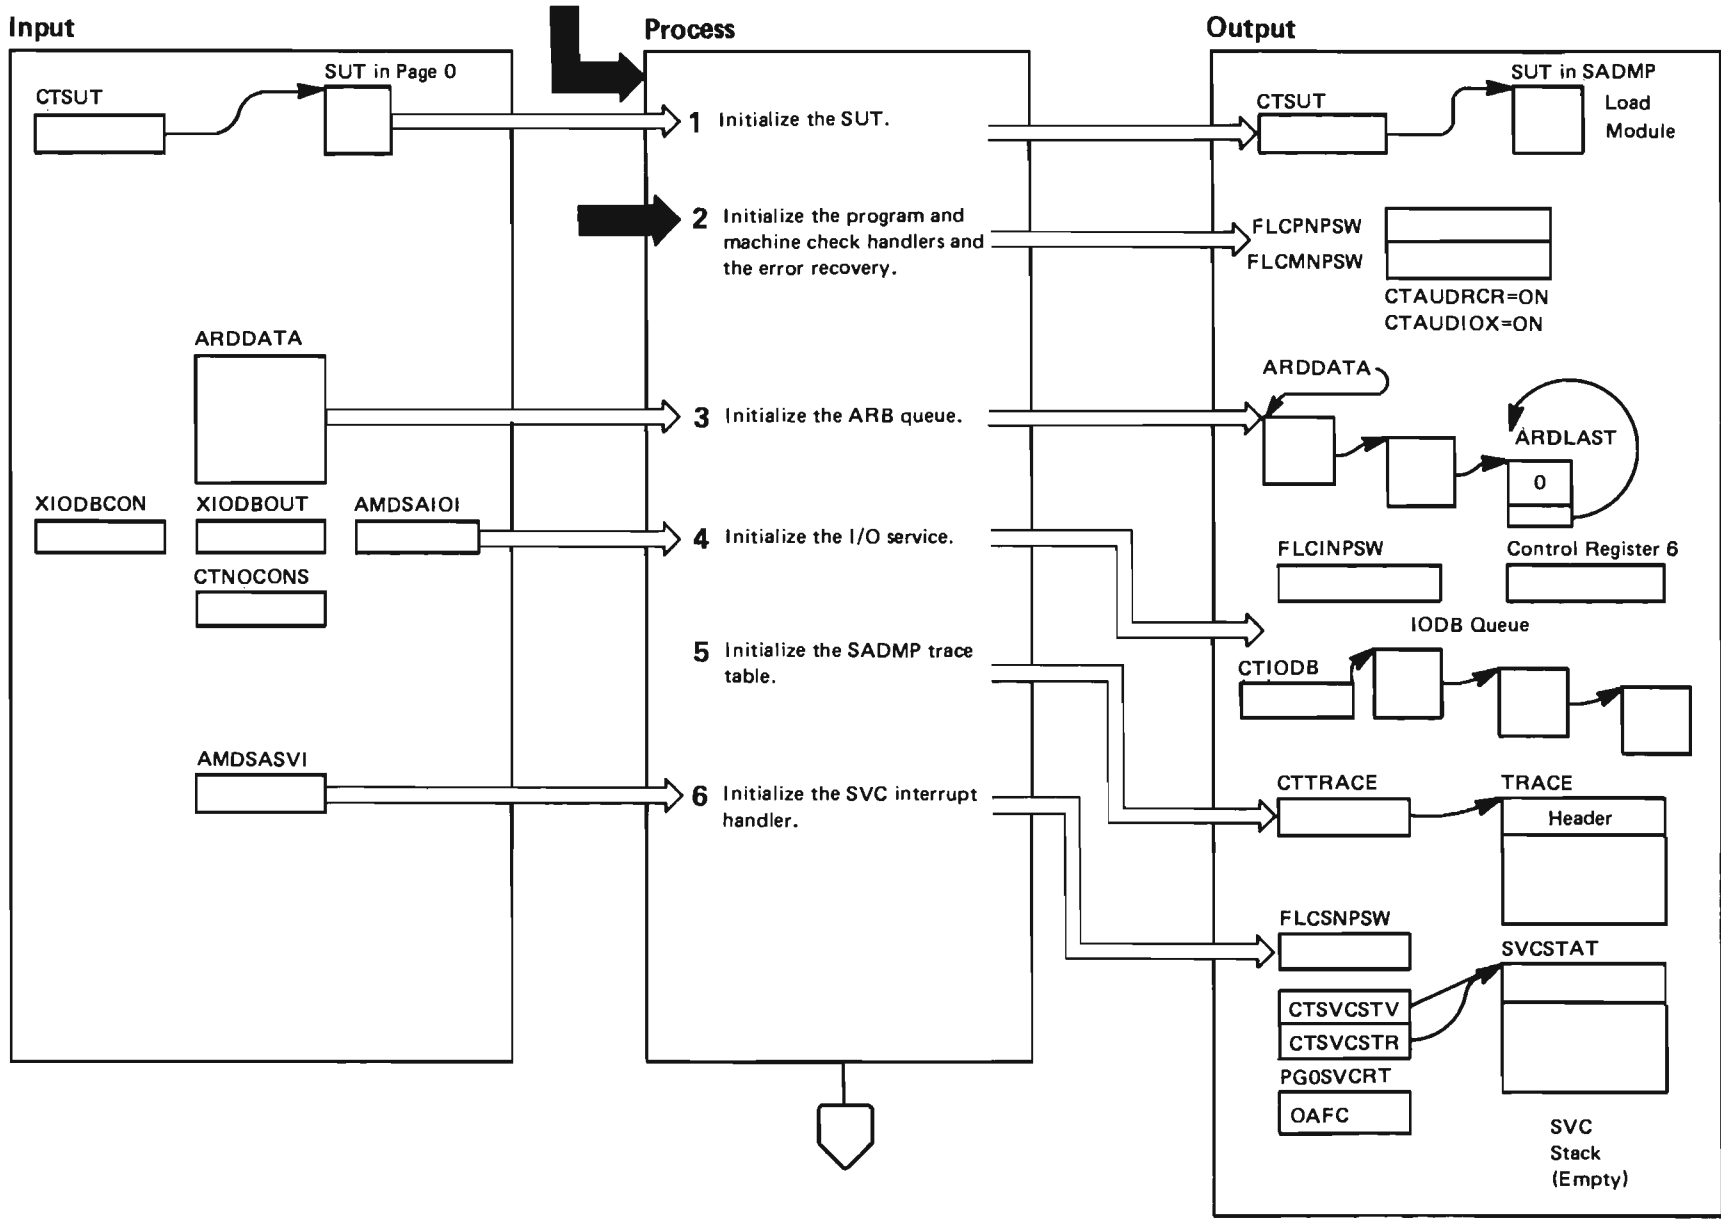 Input
CTSUT
SUT in Page 0
ARDDATA
XIODBCON
XIODBOUT
AMDSAIOI
CTNOCONS
AMDSASVI
Process
1 Initialize the SUT.
2 Initialize the program and
machine check handlers and
the error recovery.
3 Initialize the ARB queue.
4 Initialize the I/O service.
5 Initialize the SADMP trace
table.
6 Initialize the SVC interrupt
handler.
Output
CTSUT
SUT in SADMP
Load
Module
FLCPNPSW
FLCMNPSW
CTAUDRCR=ON
CTAUDIOX=ON
ARDDATA
ARDLAST
0
FLCINPSW
Control Register 6
IODB Queue
CTIODB
CTTRACE
TRACE
Header
FLCSNPSW
SVCSTAT
CTSVCSTV
CTSVCSTR
PG0SVCRT
OAFC
SVC
Stack
(Empty)